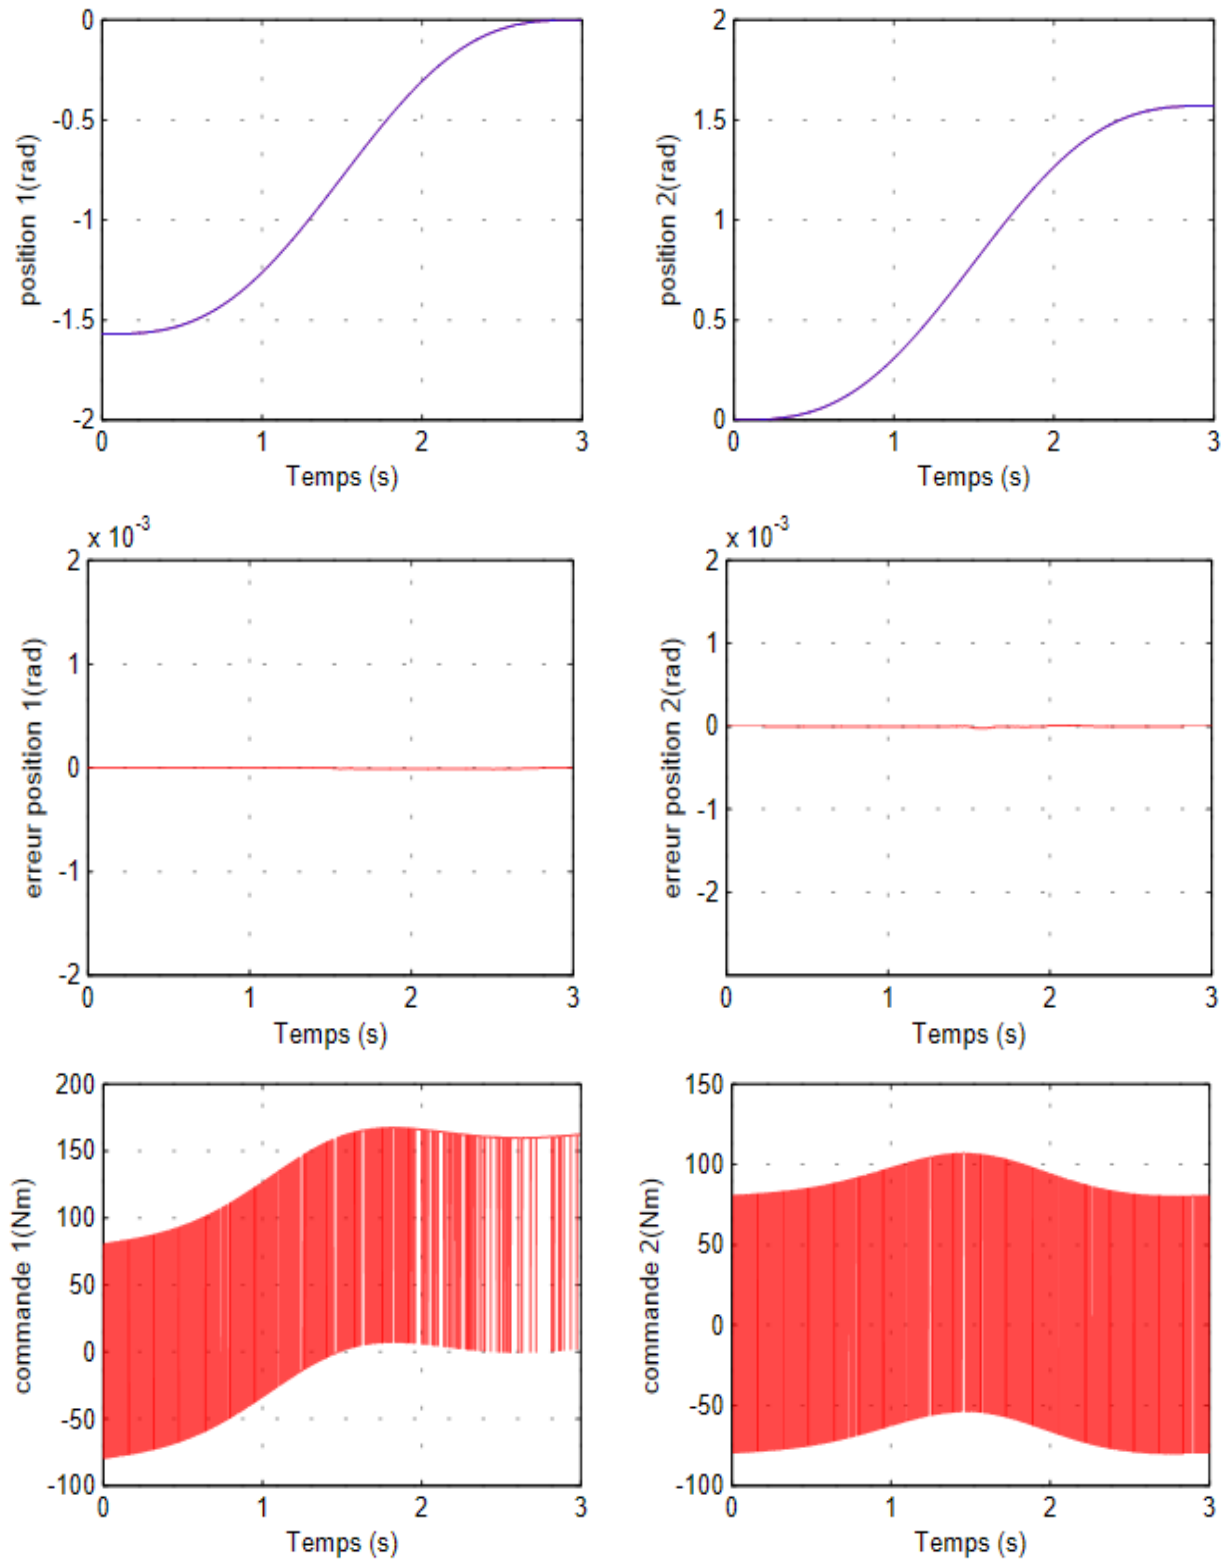 0
-0.5
-1
-1.5
-2
position 1(rad)
0 1 2 3
Temps (s)
2
1.5
1
0.5
0
position 2(rad)
0 1 2 3
Temps (s)
x 10^-3
2
1
0
-1
-2
erreur position 1(rad)
0 1 2 3
Temps (s)
x 10^-3
2
1
0
-1
-2
erreur position 2(rad)
0 1 2 3
Temps (s)
200
150
100
50
0
-50
-100
commande 1(Nm)
0 1 2 3
Temps (s)
150
100
50
0
-50
-100
commande 2(Nm)
0 1 2 3
Temps (s)